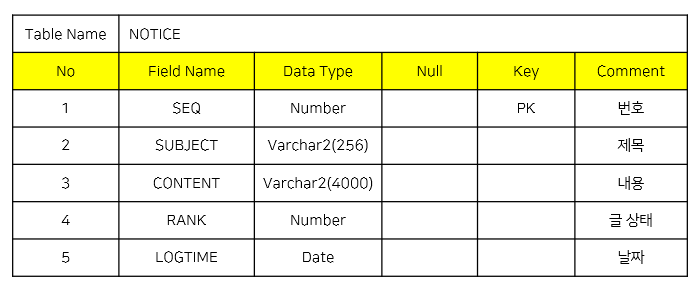 Table Name NOTICE
No Field Name Data Type Null Key Comment
1 SEQ Number PK 번호
2 SUBJECT Varchar2(256) 제목
3 CONTENT Varchar2(4000) 내용
4 RANK Number 글 상태
5 LOGTIME Date 날짜